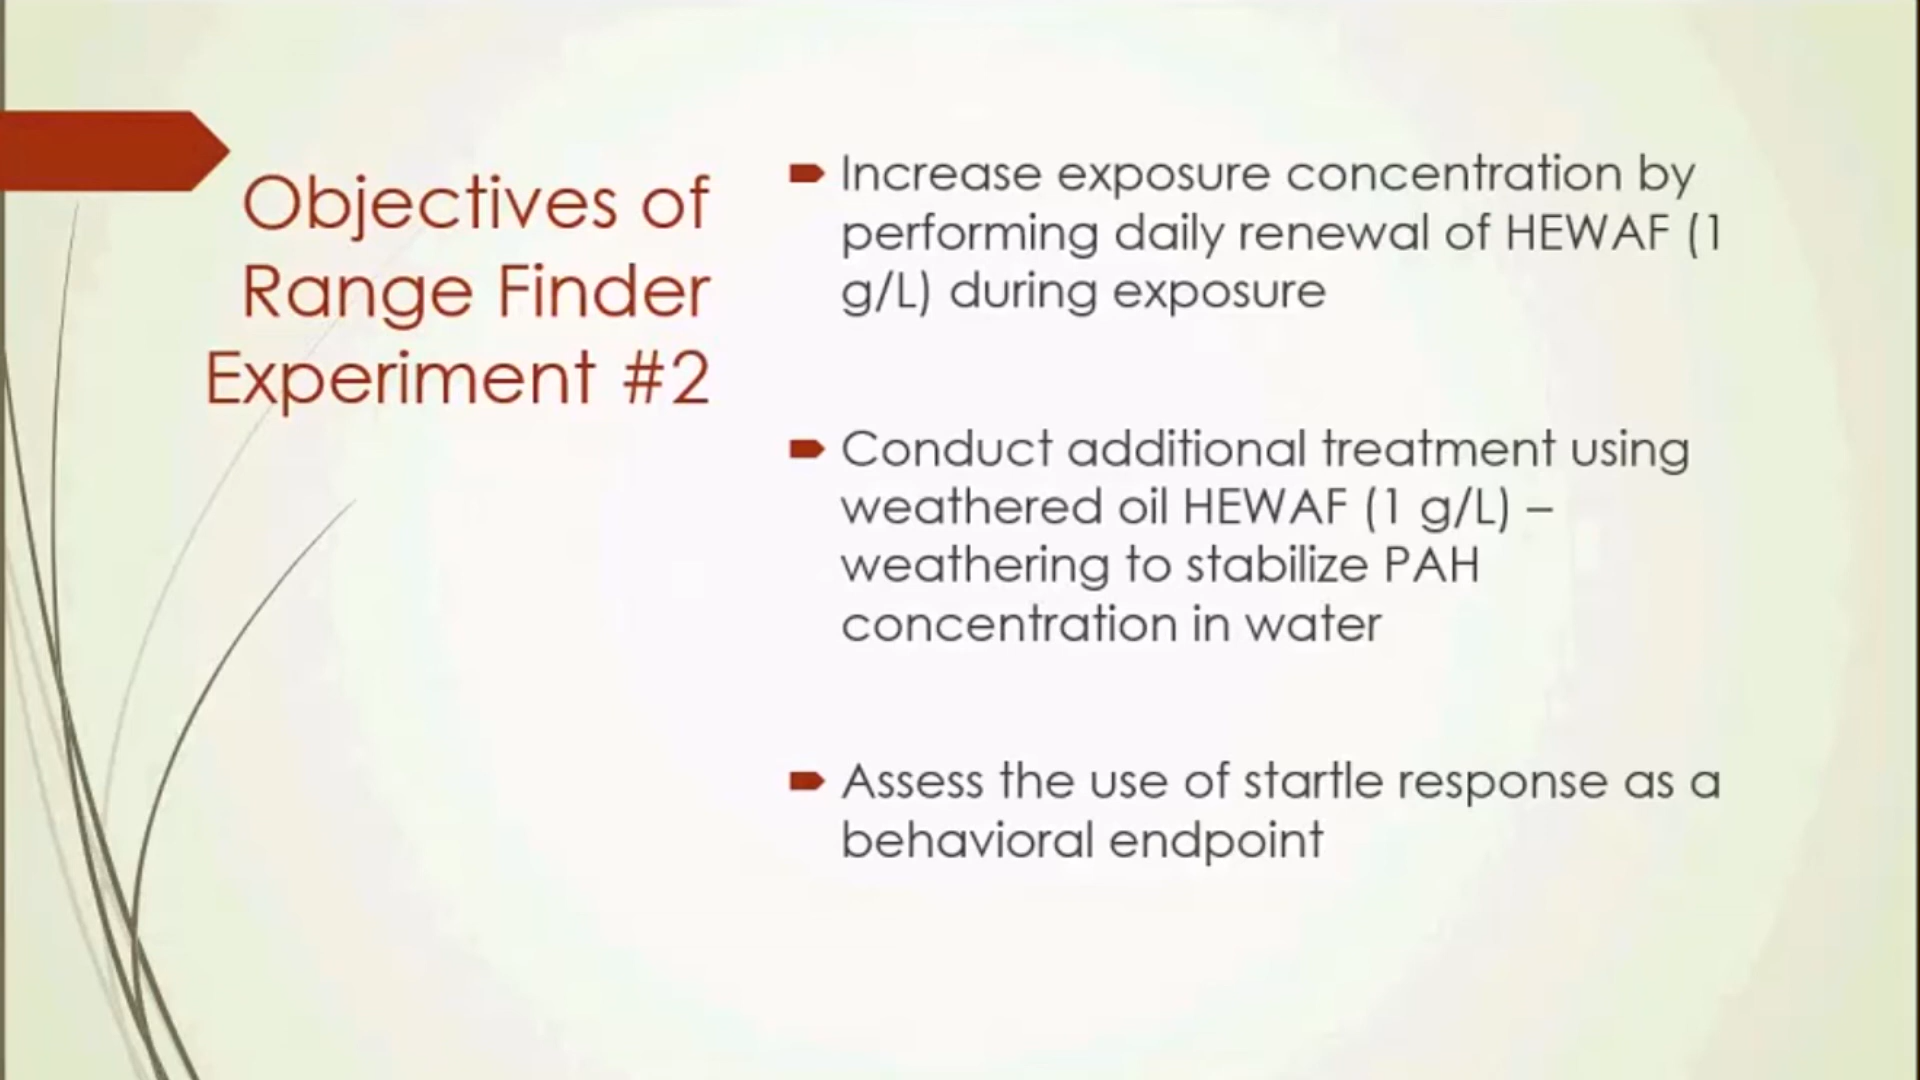 Objectives of
Range Finder
Experiment #2
Increase exposure concentration by
performing daily renewal of HEWAF (1
g/L) during exposure
Conduct additional treatment using
weathered oil HEWAF (1 g/L) –
weathering to stabilize PAH
concentration in water
Assess the use of startle response as a
behavioral endpoint